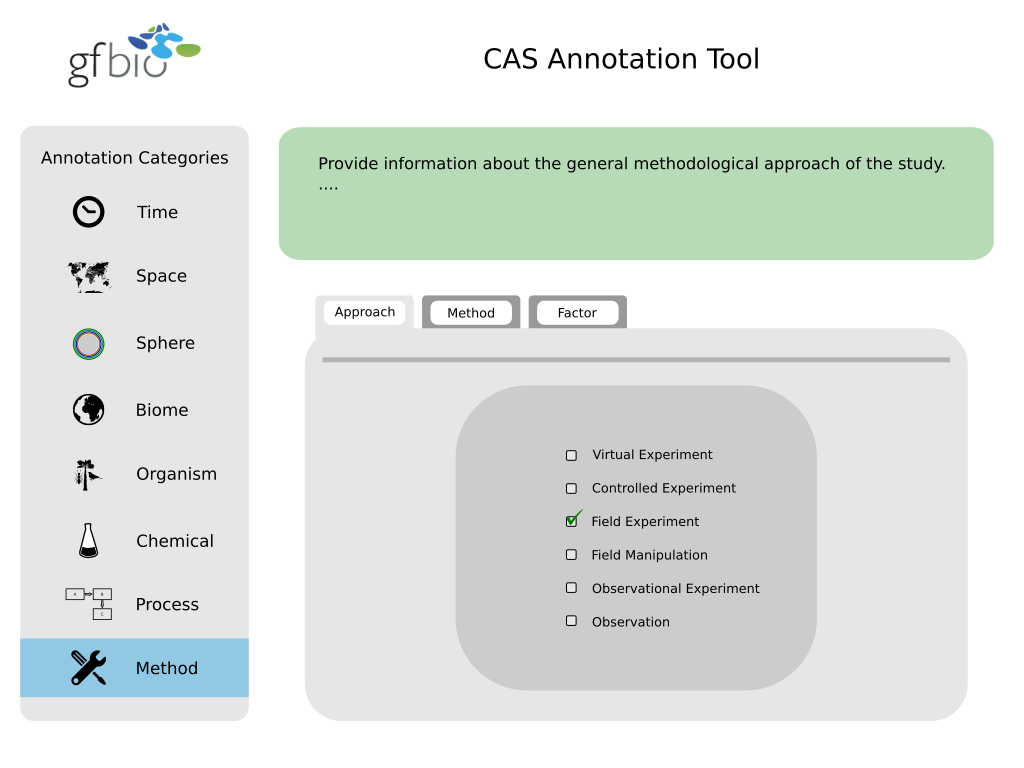 gfbio
CAS Annotation Tool
Annotation Categories
Time
Space
Sphere
Biome
Organism
Chemical
Process
A
B
C
Method
Provide information about the general methodological approach of the study.
....
Approach
Method
Factor
Virtual Experiment
Controlled Experiment
Field Experiment
Field Manipulation
Observational Experiment
Observation